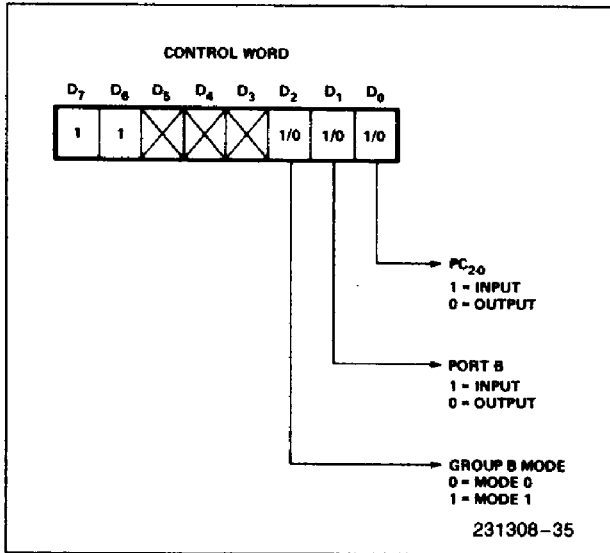 CONTROL WORD
D7 D6 D5 D4 D3 D2 D1 D0
1 1 1/0 1/0 1/0
PC2-0
1 = INPUT
0 = OUTPUT
PORT B
1 = INPUT
0 = OUTPUT
GROUP B MODE
0 = MODE 0
1 = MODE 1
231308-35